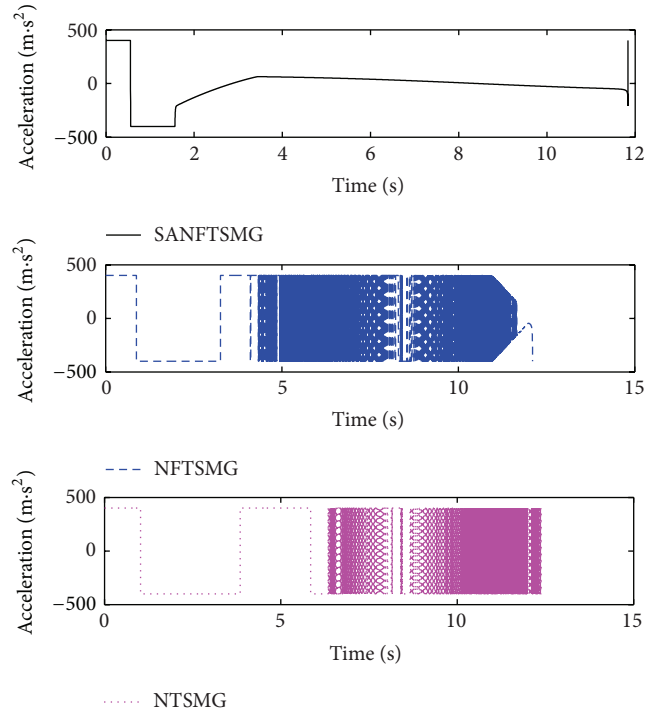 Acceleration (m·s²)
500
0
−500
0
2
4
6
8
10
12
Time (s)
SANFTSMG
Acceleration (m·s²)
500
0
−500
0
5
10
15
Time (s)
NFTSMG
Acceleration (m·s²)
500
0
−500
0
5
10
15
Time (s)
NTSMG